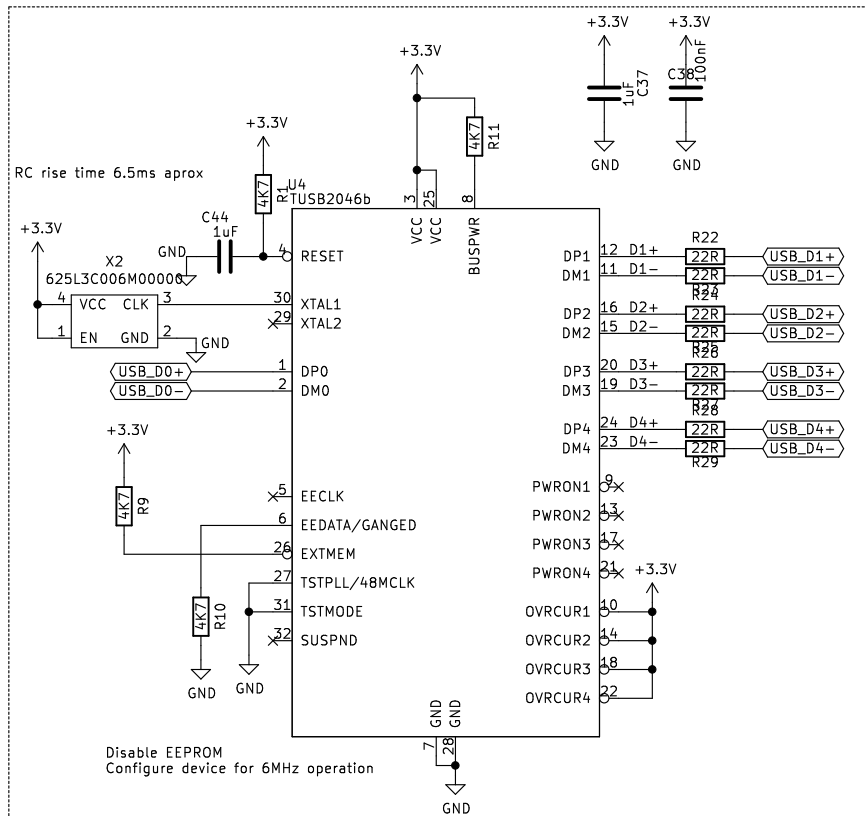 +3.3V
+3.3V
+3.3V
1uF
C37
C38
100nF
GND
GND
+3.3V
4K7
R11
RC rise time 6.5ms aprox
4K7
R1
U4
TUSB2046b
3
25
8
VCC
VCC
BUSPWR
C44
1uF
GND
4
RESET
+3.3V
X2
625L3C006M00000
4
VCC
CLK
3
1
EN
GND
2
GND
30
XTAL1
29
XTAL2
USB_D0+
1
DP0
USB_D0-
2
DM0
DP1
12
D1+
R22
22R
USB_D1+
DM1
11
D1-
22R
R23
USB_D1-
DP2
16
D2+
R24
22R
USB_D2+
DM2
15
D2-
22R
R25
USB_D2-
DP3
20
D3+
R26
22R
USB_D3+
DM3
19
D3-
22R
R27
USB_D3-
DP4
24
D4+
R28
22R
USB_D4+
DM4
23
D4-
22R
R29
USB_D4-
+3.3V
4K7
R9
5
EECLK
6
EEDATA/GANGED
26
EXTMEM
27
TSTPLL/48MCLK
31
TSTMODE
32
SUSPND
4K7
R10
GND
GND
PWRON1
9
PWRON2
13
PWRON3
17
PWRON4
21
+3.3V
OVRCUR1
10
OVRCUR2
14
OVRCUR3
18
OVRCUR4
22
GND
GND
7
28
GND
Disable EEPROM
Configure device for 6MHz operation